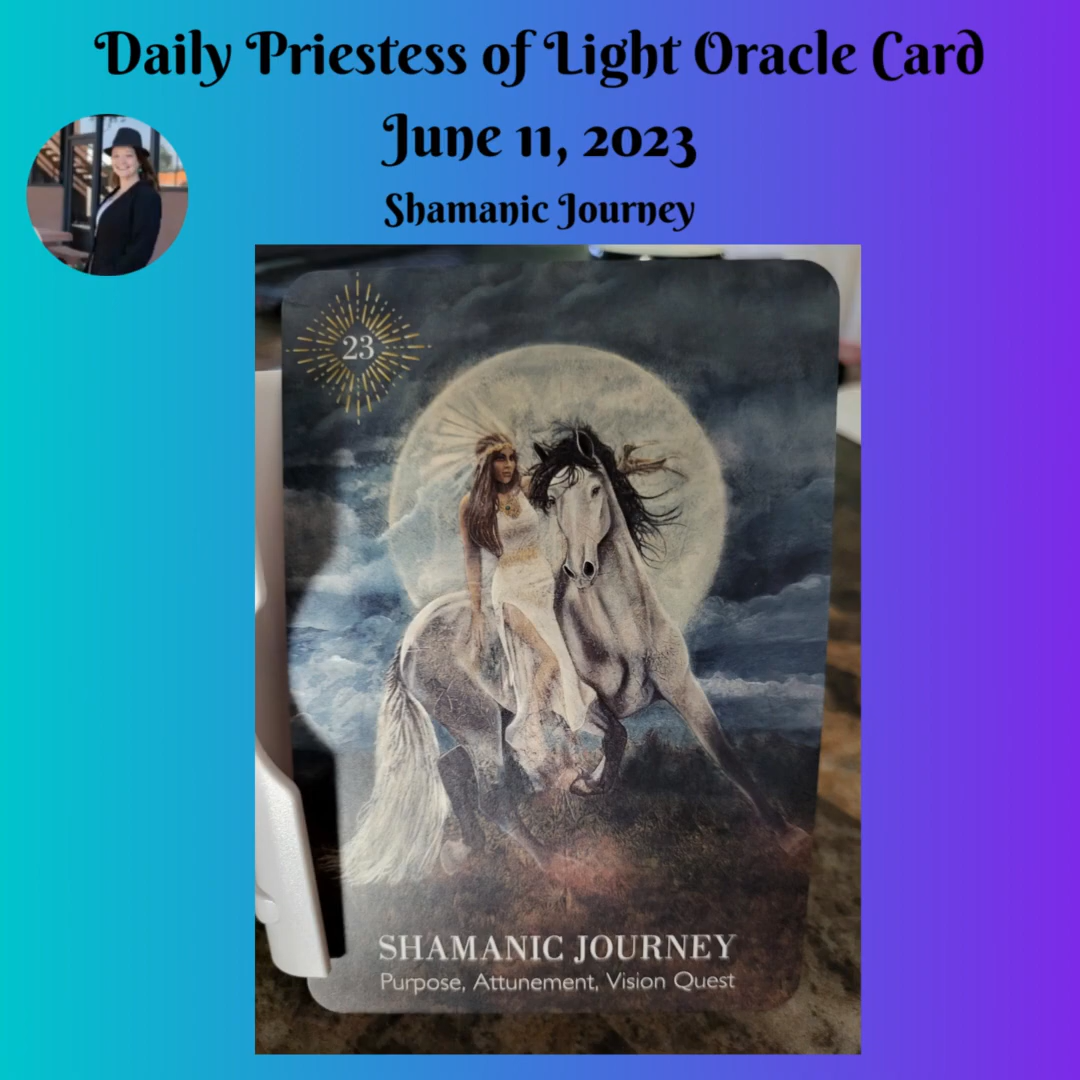 Daily Priestess of Light Oracle Card
June 11, 2023
Shamanic Journey
23
SHAMANIC JOURNEY
Purpose, Attunement, Vision Quest